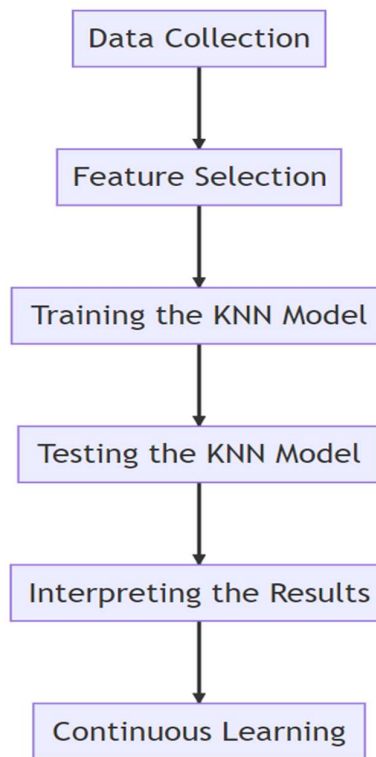 Data Collection
Feature Selection
Training the KNN Model
Testing the KNN Model
Interpreting the Results
Continuous Learning